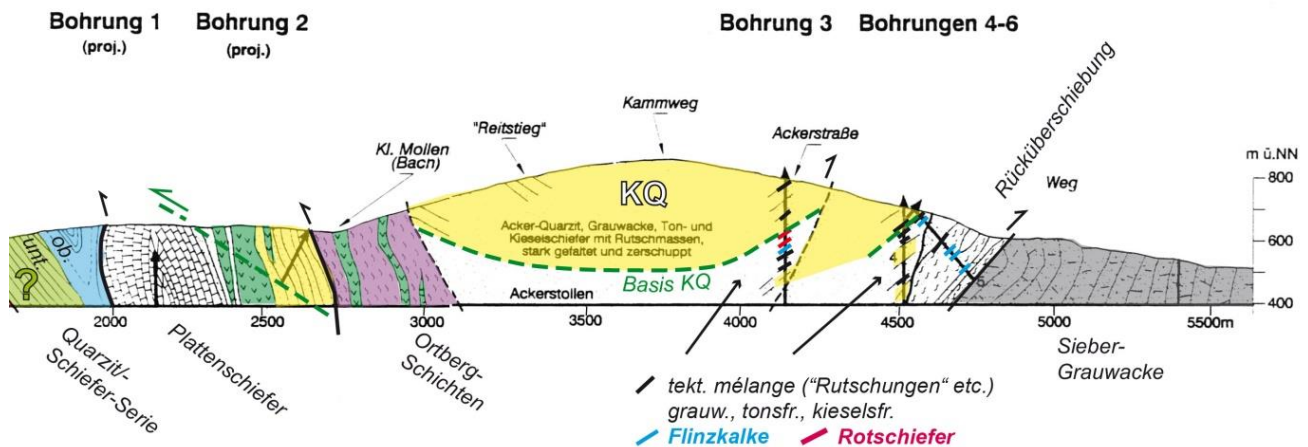 Bohrung 1
(proj.)
Bohrung 2
(proj.)
Bohrung 3
Bohrungen 4-6
Kammweg
"Reitstieg"
Ackerstraße
Kl. Mollen
(Bach)
Rücküberschiebung
Weg
m ü.NN
800
600
400
KQ
Acker-Quarzit, Grauwacke, Ton- und
Kieselschiefer mit Rutschmassen,
stark gefaltet und zerschuppt
Basis KQ
Ackerstollen
unt
ob.
?
4
5
2000
2500
3000
3500
4000
4500
5000
5500m
Quarzit/-
Schiefer-Serie
Plattenschiefer
Ortberg-
Schichten
Sieber-
Grauwacke
tekt. mélange ("Rutschungen" etc.)
grauw., tonsfr., kieselsfr.
Flinzkalke
Rotschiefer